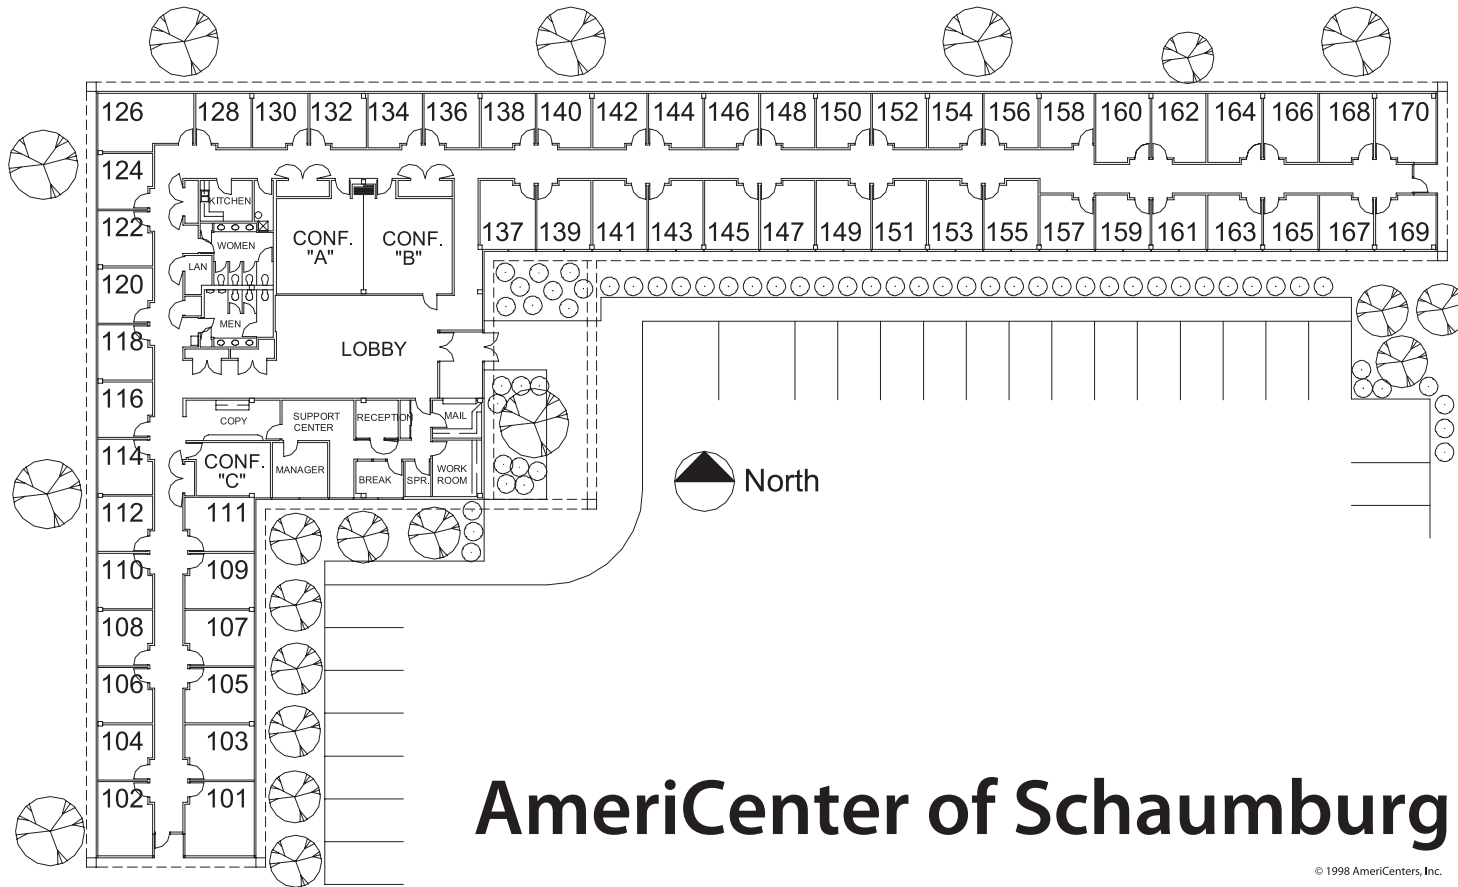 126 128 130 132 134 136 138 140 142 144 146 148 150 152 154 156 158 160 162 164 166 168 170
124
122
120
118
116
114
112
110
108
106
104
102
KITCHEN
WOMEN
LAN
MEN
CONF.
"A"
CONF.
"B"
137 139 141 143 145 147 149 151 153 155 157 159 161 163 165 167 169
LOBBY
COPY
SUPPORT
CENTER
RECEPTION
MAIL
CONF.
"C"
MANAGER
BREAK
SPR.
WORK
ROOM
111
109
107
105
103
101
North
AmeriCenter of Schaumburg
© 1998 AmeriCenters, Inc.